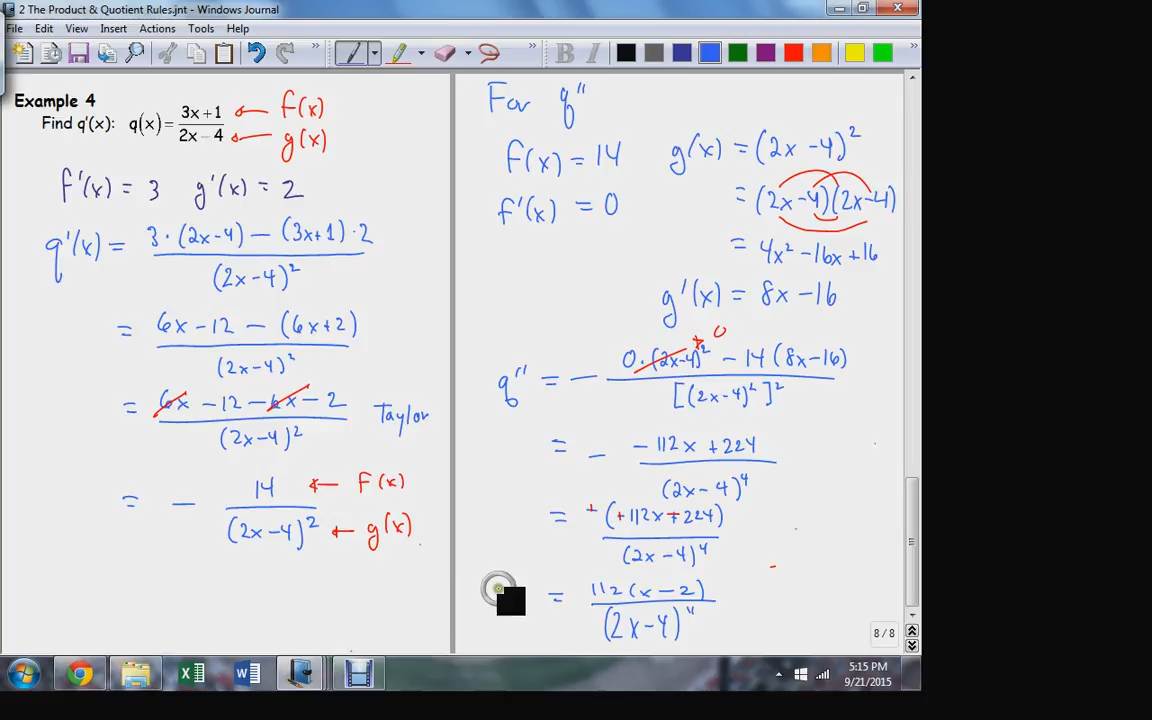 2 The Product & Quotient Rules.jnt - Windows Journal
File Edit View Insert Actions Tools Help
Example 4
Find q'(x): q(x) = (3x+1)/(2x-4)
← f(x)
← g(x)
f'(x) = 3 g'(x) = 2
q'(x) = (3·(2x-4) - (3x+1)·2)/(2x-4)²
= (6x-12 - (6x+2))/(2x-4)²
= (6x - 12 - 6x - 2)/(2x-4)² Taylor
= - 14/(2x-4)²
← f(x)
← g(x)
For q"
f(x) = 14 g(x) = (2x-4)²
f'(x) = 0 = (2x-4)(2x-4)
= 4x² - 16x + 16
g'(x) = 8x - 16
q" = - (0·(2x-4)² - 14(8x-16))/[(2x-4)²]²
0
= - (-112x + 224)/(2x-4)⁴
= + (+112x - 224)/(2x-4)⁴
= 112(x-2)/(2x-4)⁴
8 / 8
5:15 PM
9/21/2015